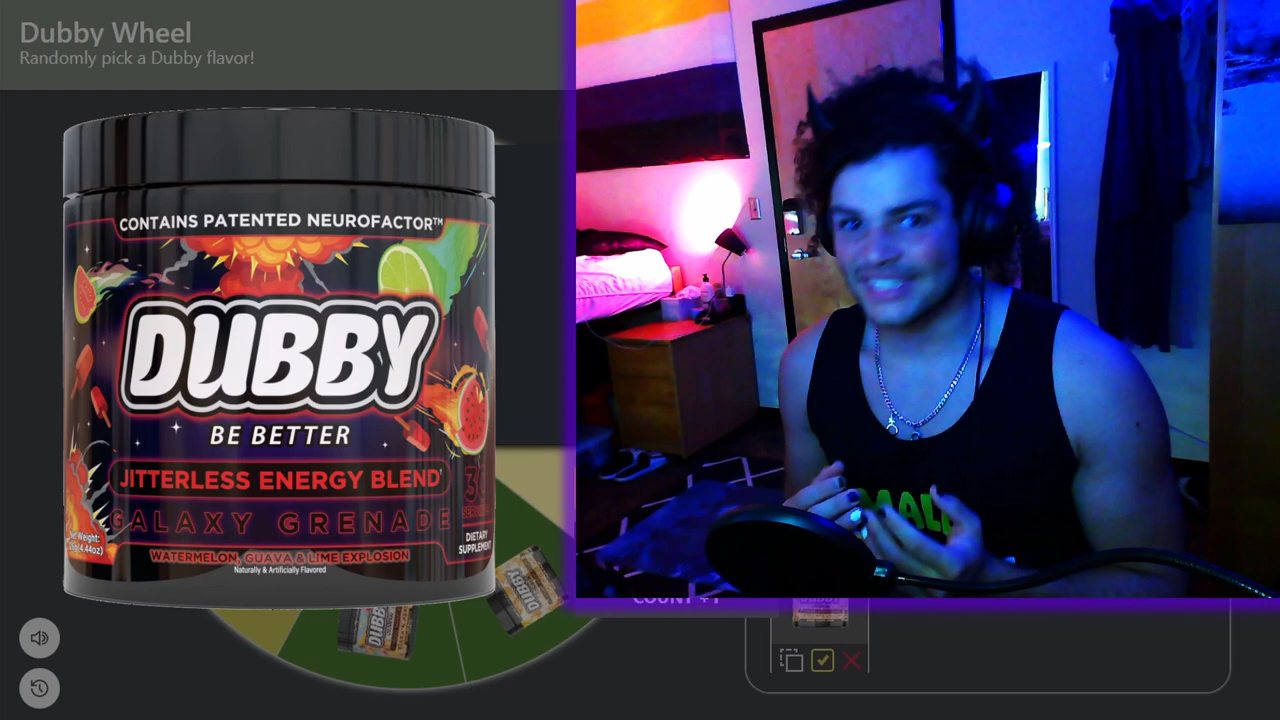 Dubby Wheel
Randomly pick a Dubby flavor!
CONTAINS PATENTED NEUROFACTOR™
DUBBY
BE BETTER
JITTERLESS ENERGY BLEND
GALAXY GRENADE
WATERMELON, GUAVA & LIME EXPLOSION
Naturally & Artificially Flavored
DIETARY
SUPPLEMENT
Net Weight:
DUBBY
DUBBY
COUNT +1